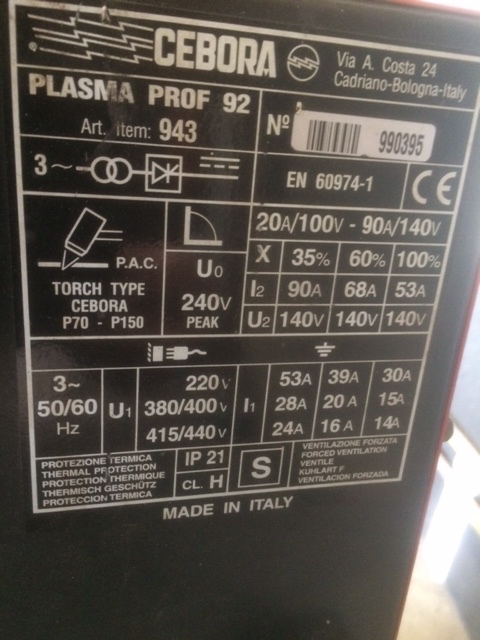 CEBORA
Via A. Costa 24
Cadriano-Bologna-Italy
PLASMA PROF 92
Art. Item: 943
Nº 990395
3~
EN 60974-1 CE
P.A.C.
TORCH TYPE
CEBORA
P70 - P150
U0
240V
PEAK
20A/100V - 90A/140V
X 35% 60% 100%
I2 90A 68A 53A
U2 140V 140V 140V
3~
50/60
Hz
U1
220V
380/400V
415/440V
I1
53A 39A 30A
28A 20A 15A
24A 16A 14A
PROTEZIONE TERMICA
THERMAL PROTECTION
PROTECTION THERMIQUE
THERMISCH GESCHÜTZ
PROTECCION TERMICA
IP 21
CL. H
S
VENTILAZIONE FORZATA
FORCED VENTILATION
VENTILE
KUHLART F
VENTILACION FORZADA
MADE IN ITALY